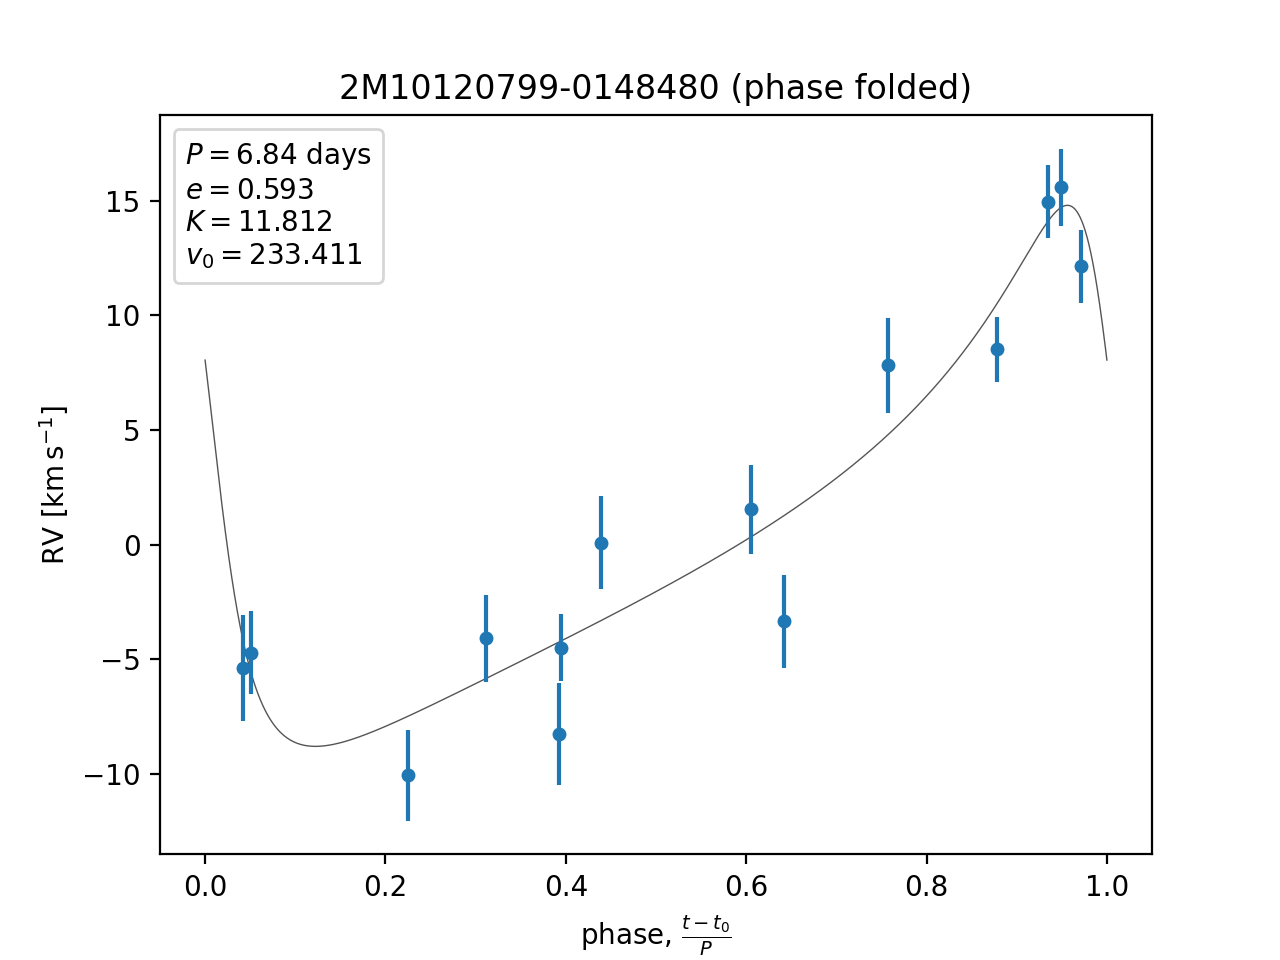 2M10120799-0148480 (phase folded)
P = 6.84 days
e = 0.593
K = 11.812
v₀ = 233.411
15
10
5
0
−5
−10
RV [km s⁻¹]
0.0 0.2 0.4 0.6 0.8 1.0
phase, (t − t₀)/P